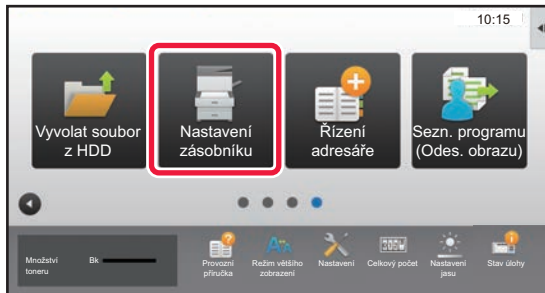 10:15
Vyvolat soubor
z HDD
Nastavení
zásobníku
Řízení
adresáře
Sezn. programu
(Odes. obrazu)
Množství
toneru
Bk
Provozní
příručka
Režim většího
zobrazení
Nastavení
Celkový počet
Nastavení
jasu
Stav úlohy